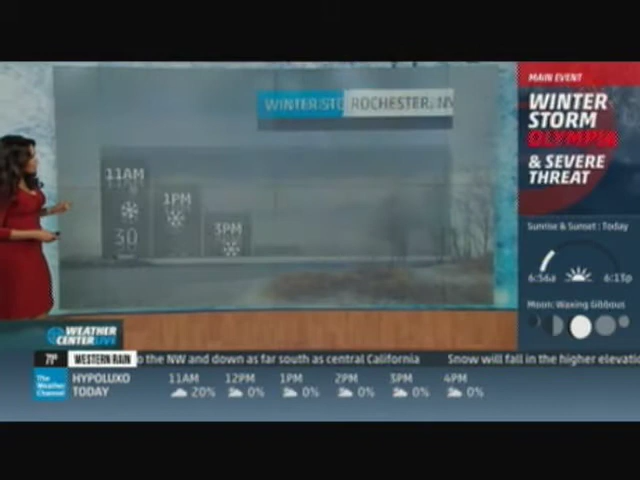 WINTER STO ROCHESTER, NY
11AM
1PM
3PM
30
MAIN EVENT
WINTER
STORM
OLYMPIA
& SEVERE
THREAT
Sunrise & Sunset : Today
6:56a 6:13p
Moon: Waxing Gibbous
WEATHER
CENTER LIVE
71° WESTERN RAIN o the NW and down as far south as central California Snow will fall in the higher elevatio
The
Weather
Channel
HYPOLUXO
TODAY
11AM 12PM 1PM 2PM 3PM 4PM
20% 0% 0% 0% 0% 0%